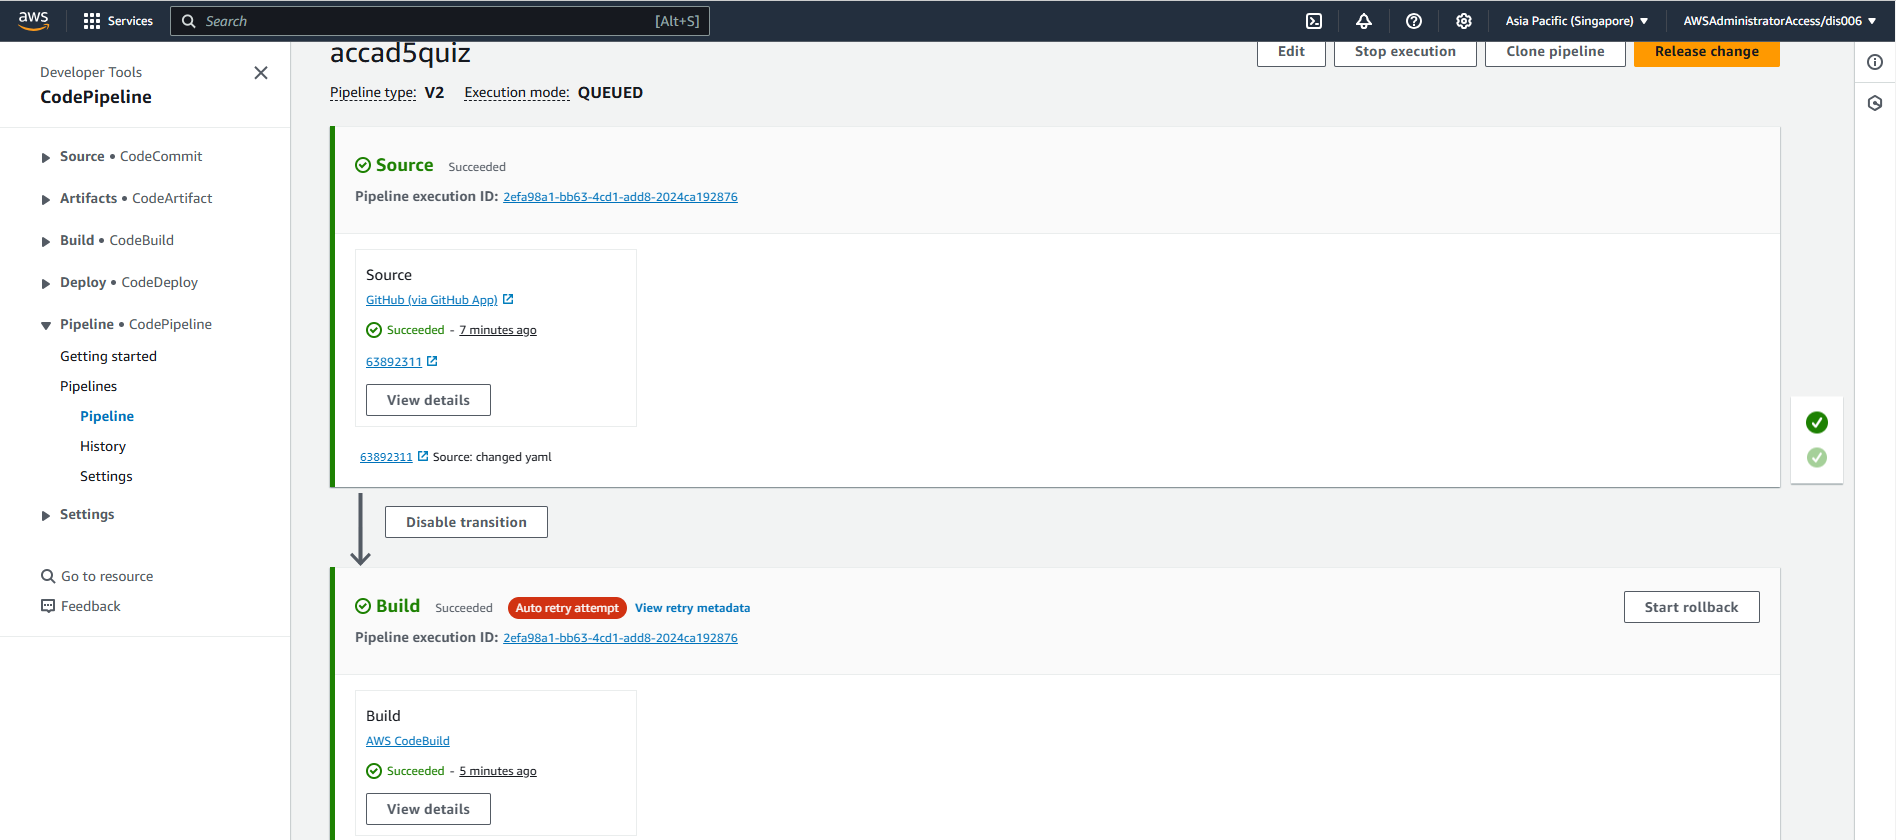 aws
Services
Search
[Alt+S]
Asia Pacific (Singapore)
AWSAdministratorAccess/dis006
Developer Tools
CodePipeline
Source • CodeCommit
Artifacts • CodeArtifact
Build • CodeBuild
Deploy • CodeDeploy
Pipeline • CodePipeline
Getting started
Pipelines
Pipeline
History
Settings
Settings
Go to resource
Feedback
accad5quiz
Edit
Stop execution
Clone pipeline
Release change
Pipeline type: V2
Execution mode: QUEUED
Source Succeeded
Pipeline execution ID: 2efa98a1-bb63-4cd1-add8-2024ca192876
Source
GitHub (via GitHub App)
Succeeded - 7 minutes ago
63892311
View details
63892311 Source: changed yaml
Disable transition
Build Succeeded Auto retry attempt View retry metadata
Start rollback
Pipeline execution ID: 2efa98a1-bb63-4cd1-add8-2024ca192876
Build
AWS CodeBuild
Succeeded - 5 minutes ago
View details